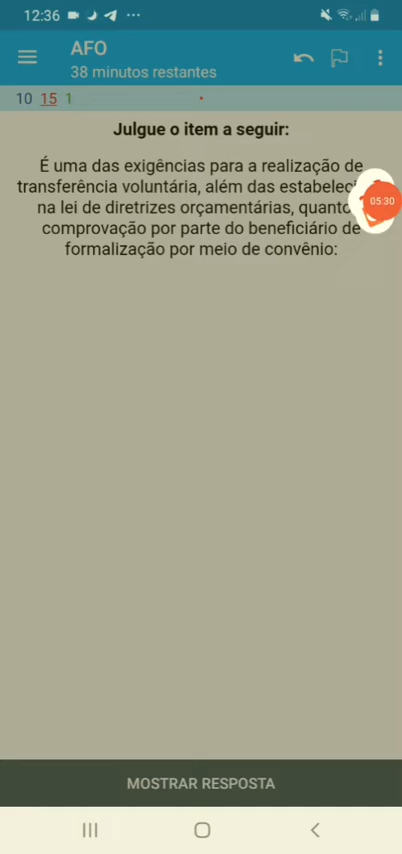 12:36
AFO
38 minutos restantes
10 15 1
Julgue o item a seguir:
É uma das exigências para a realização de
transferência voluntária, além das
na lei de diretrizes orçamentárias,
05:30
comprovação por parte do beneficiário de
formalização por meio de convênio:
MOSTRAR RESPOSTA